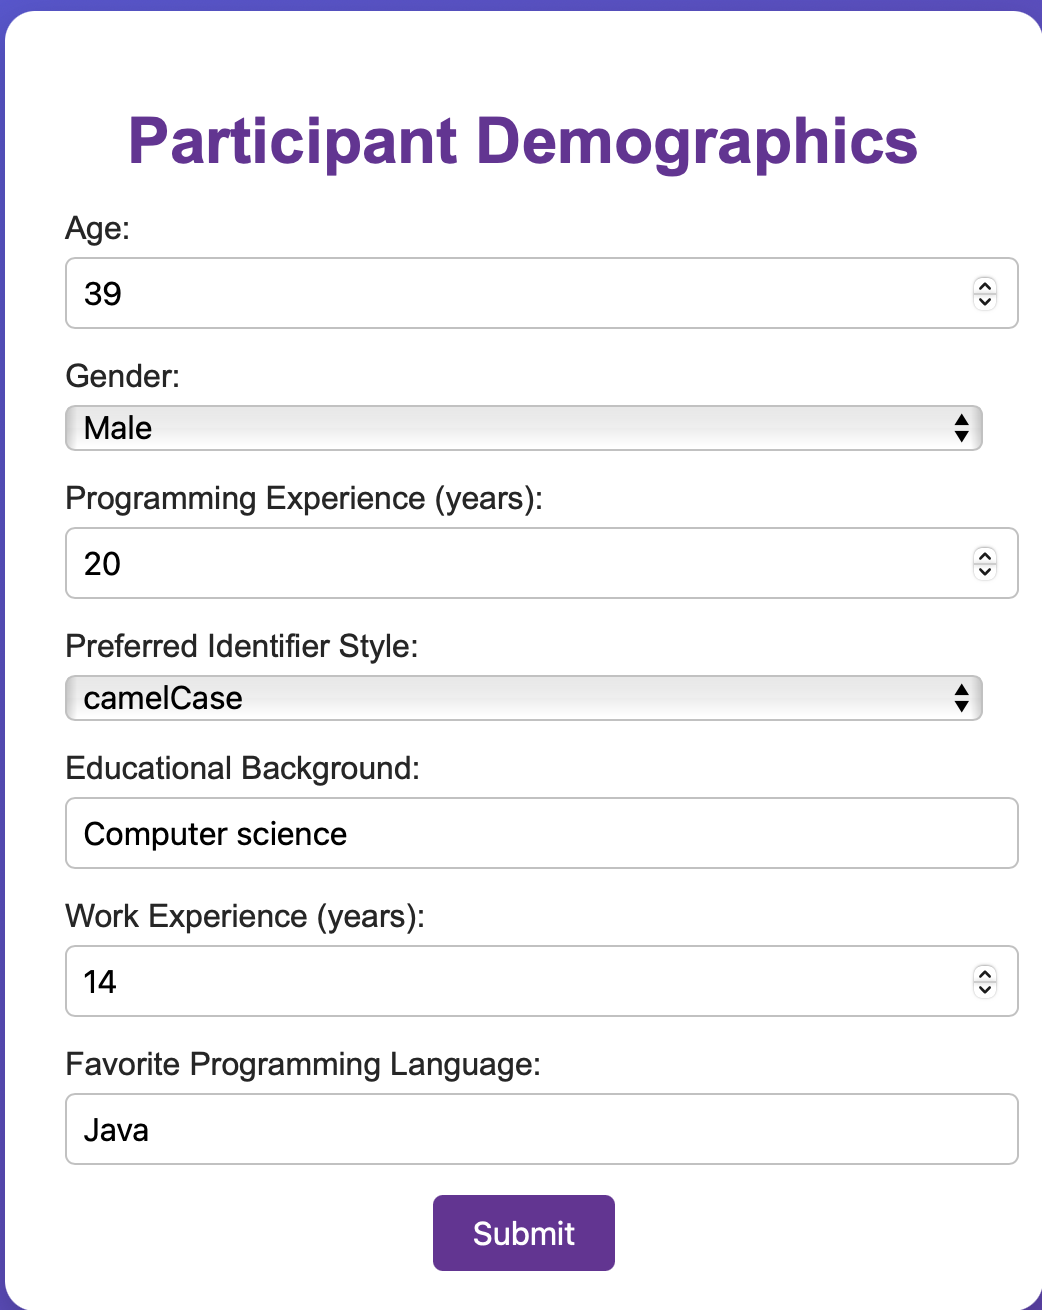 Participant Demographics
Age:
39
Gender:
Male
Programming Experience (years):
20
Preferred Identifier Style:
camelCase
Educational Background:
Computer science
Work Experience (years):
14
Favorite Programming Language:
Java
Submit